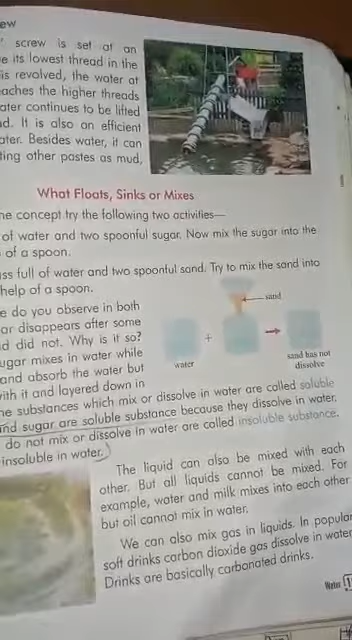 ew
screw is set at an
e its lowest thread in the
is revolved, the water at
eaches the higher threads
ater continues to be lifted
d. It is also an efficient
ater. Besides water, it can
ting other pastes as mud,
What Floats, Sinks or Mixes
he concept try the following two activities—
of water and two spoonful sugar. Now mix the sugar into the
of a spoon.
ss full of water and two spoonful sand. Try to mix the sand into
help of a spoon.
e do you observe in both
ar disappears after some
d did not. Why is it so?
ugar mixes in water while
and absorb the water but
ith it and layered down in
sand
+
water
sand has not
dissolve
he substances which mix or dissolve in water are called soluble
nd sugar are soluble substance because they dissolve in water.
do not mix or dissolve in water are called insoluble substance.
insoluble in water.
The liquid can also be mixed with each
other. But all liquids cannot be mixed. For
example, water and milk mixes into each other
but oil cannot mix in water.
We can also mix gas in liquids. In popular
soft drinks carbon dioxide gas dissolve in water
Drinks are basically carbonated drinks.
Water